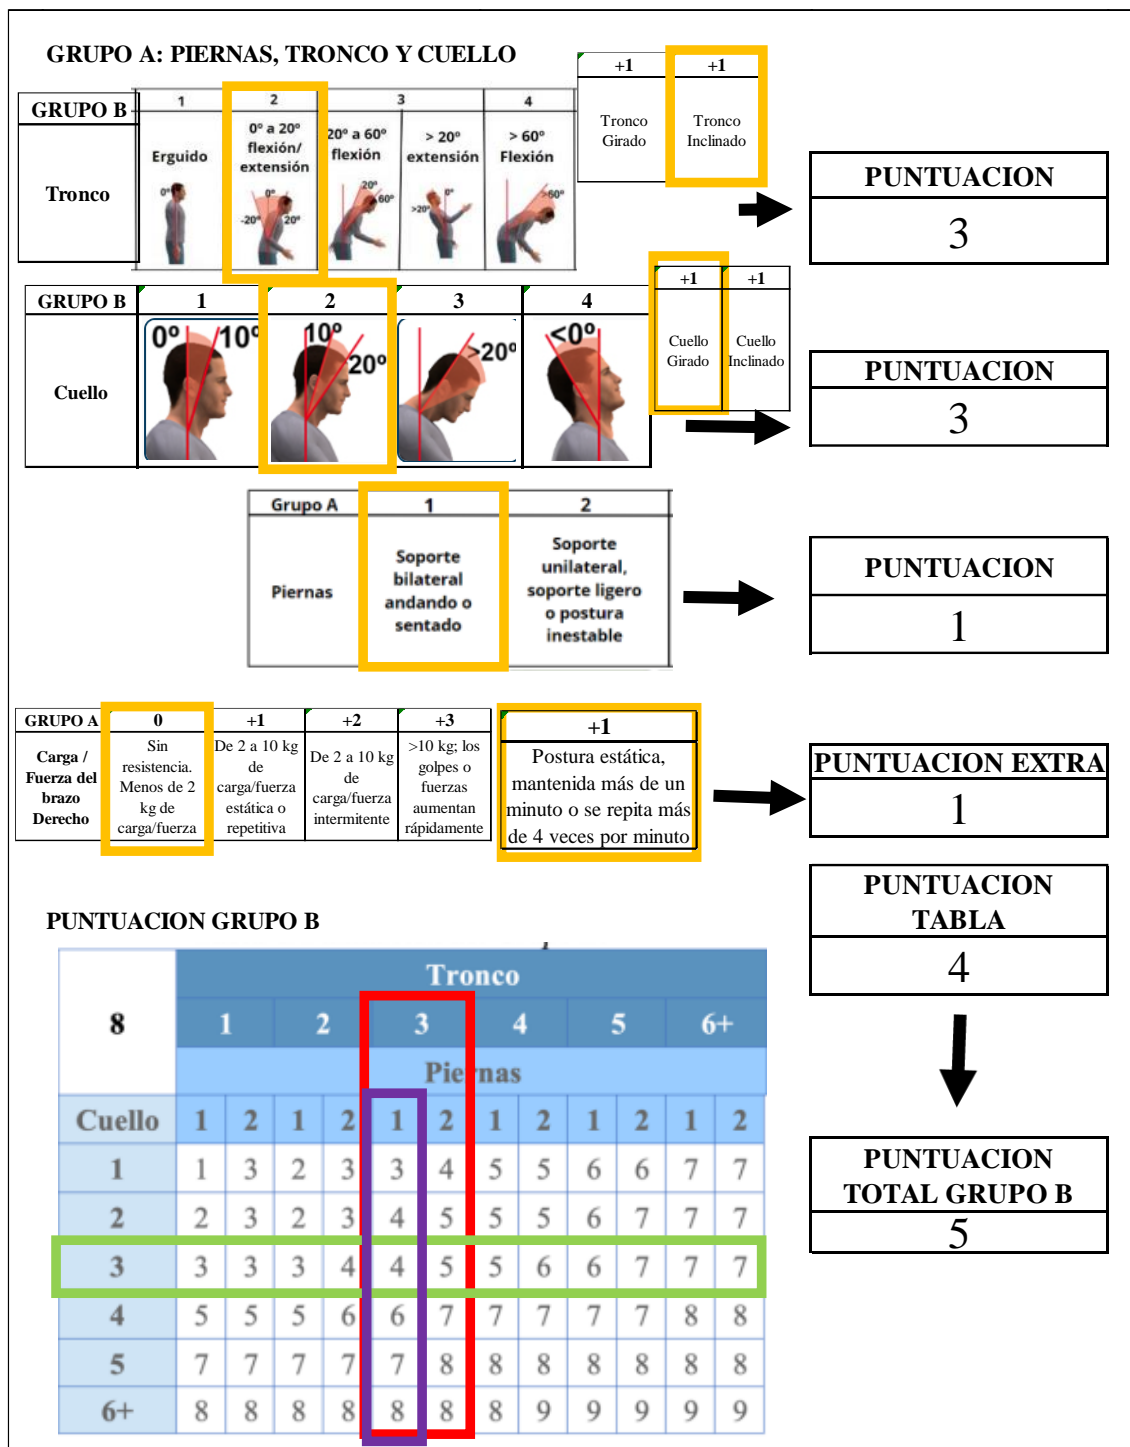 GRUPO A: PIERNAS, TRONCO Y CUELLO
+1 +1
Tronco Girado Tronco Inclinado
GRUPO B 1 2 3 4
Tronco
Erguido 0º a 20º flexión/ extensión 20º a 60º flexión > 20º extensión > 60º Flexión
0º 0º -20º 20º 20º 60º >20º 0º >60º
PUNTUACION
3
+1 +1
Cuello Girado Cuello Inclinado
GRUPO B 1 2 3 4
Cuello
0º 10º 10º 20º >20º <0º
PUNTUACION
3
Grupo A 1 2
Piernas
Soporte bilateral andando o sentado
Soporte unilateral, soporte ligero o postura inestable
PUNTUACION
1
GRUPO A 0 +1 +2 +3
Carga / Fuerza del brazo Derecho
Sin resistencia. Menos de 2 kg de carga/fuerza
De 2 a 10 kg de carga/fuerza estática o repetitiva
De 2 a 10 kg de carga/fuerza intermitente
>10 kg; los golpes o fuerzas aumentan rápidamente
+1
Postura estática,
mantenida más de un
minuto o se repita más
de 4 veces por minuto
PUNTUACION EXTRA
1
PUNTUACION
TABLA
4
PUNTUACION GRUPO B
Tronco
8 1 2 3 4 5 6+
Piernas
Cuello 1 2 1 2 1 2 1 2 1 2 1 2
1 1 3 2 3 3 4 5 5 6 6 7 7
2 2 3 2 3 4 5 5 5 6 7 7 7
3 3 3 3 4 4 5 5 6 6 7 7 7
4 5 5 5 6 6 7 7 7 7 7 8 8
5 7 7 7 7 7 8 8 8 8 8 8 8
6+ 8 8 8 8 8 8 8 9 9 9 9 9
PUNTUACION
TOTAL GRUPO B
5